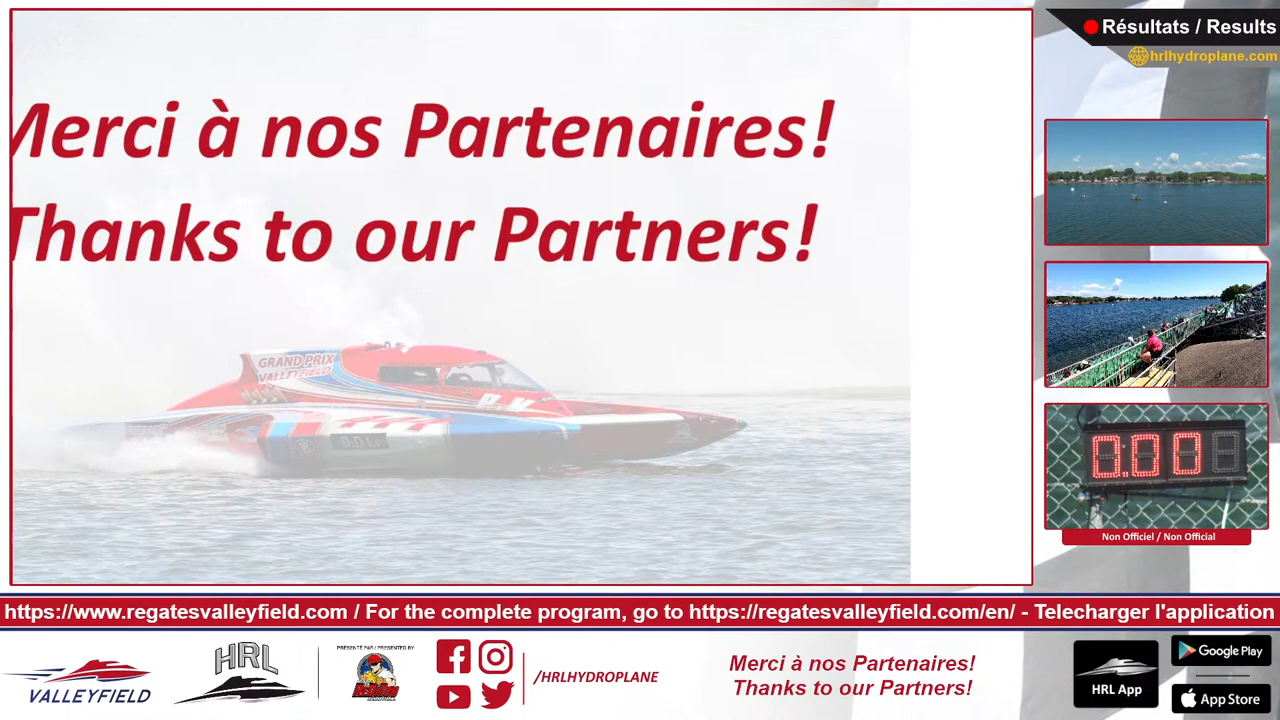 Merci à nos Partenaires!
Thanks to our Partners!
GRAND PRIX
VALLEYFIELD
Résultats / Results
hrlhydroplane.com
0.00
Non Officiel / Non Official
https://www.regatesvalleyfield.com / For the complete program, go to https://regatesvalleyfield.com/en/ - Telecharger l'application
VALLEYFIELD
HRL
PRÉSENTÉ PAR / PRESENTED BY
/HRLHYDROPLANE
Merci à nos Partenaires!
Thanks to our Partners!
HRL App
Google Play
App Store